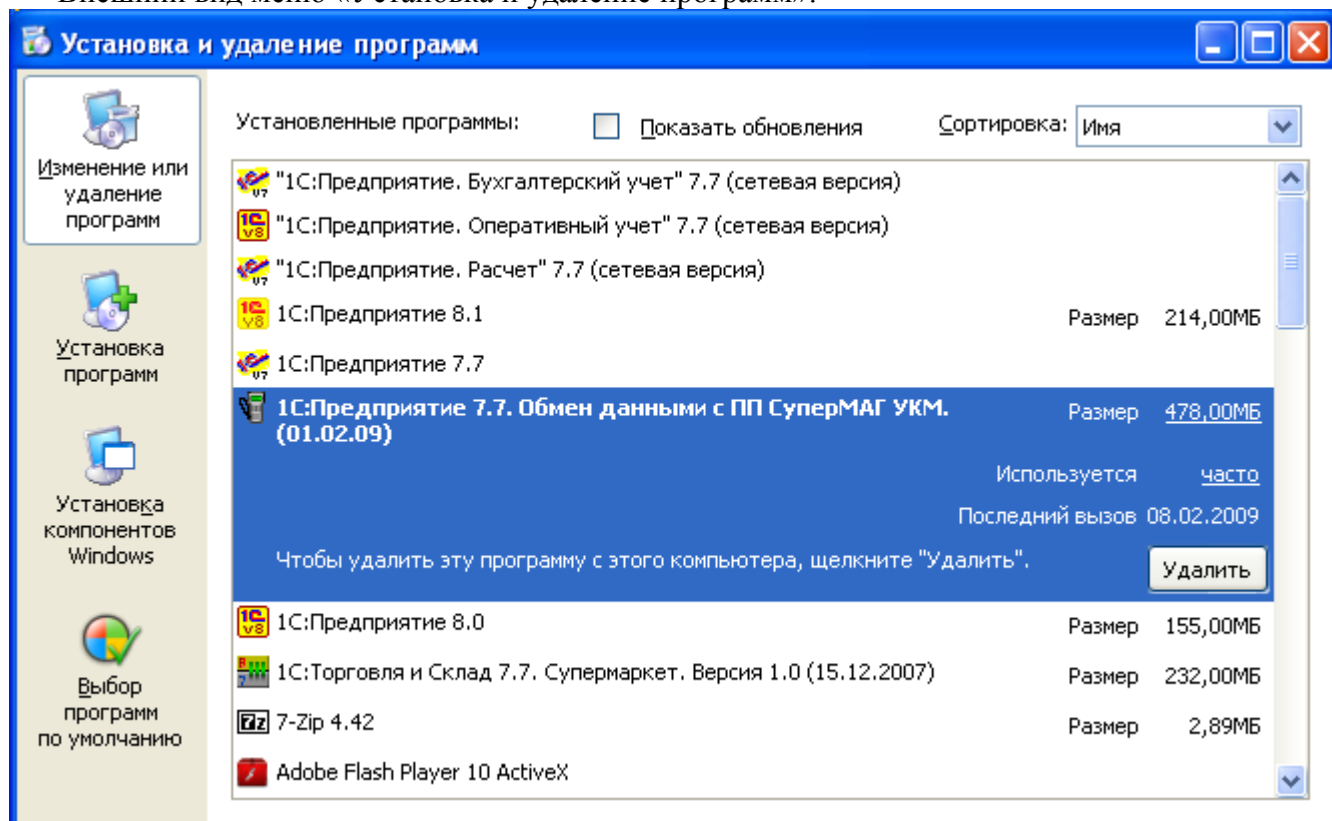 Внешний вид меню «Установка и удаление программ».
Установка и удаление программ
Изменение или
удаление
программ
Установка
программ
Установка
компонентов
Windows
Выбор
программ
по умолчанию
Установленные программы: Показать обновления Сортировка: Имя
"1С:Предприятие. Бухгалтерский учет" 7.7 (сетевая версия)
"1С:Предприятие. Оперативный учет" 7.7 (сетевая версия)
"1С:Предприятие. Расчет" 7.7 (сетевая версия)
1С:Предприятие 8.1 Размер 214,00МБ
1С:Предприятие 7.7
1С:Предприятие 7.7. Обмен данными с ПП СуперМАГ УКМ. Размер 478,00МБ
(01.02.09)
Используется часто
Последний вызов 08.02.2009
Чтобы удалить эту программу с этого компьютера, щелкните "Удалить". Удалить
1С:Предприятие 8.0 Размер 155,00МБ
1С:Торговля и Склад 7.7. Супермаркет. Версия 1.0 (15.12.2007) Размер 232,00МБ
7-Zip 4.42 Размер 2,89МБ
Adobe Flash Player 10 ActiveX